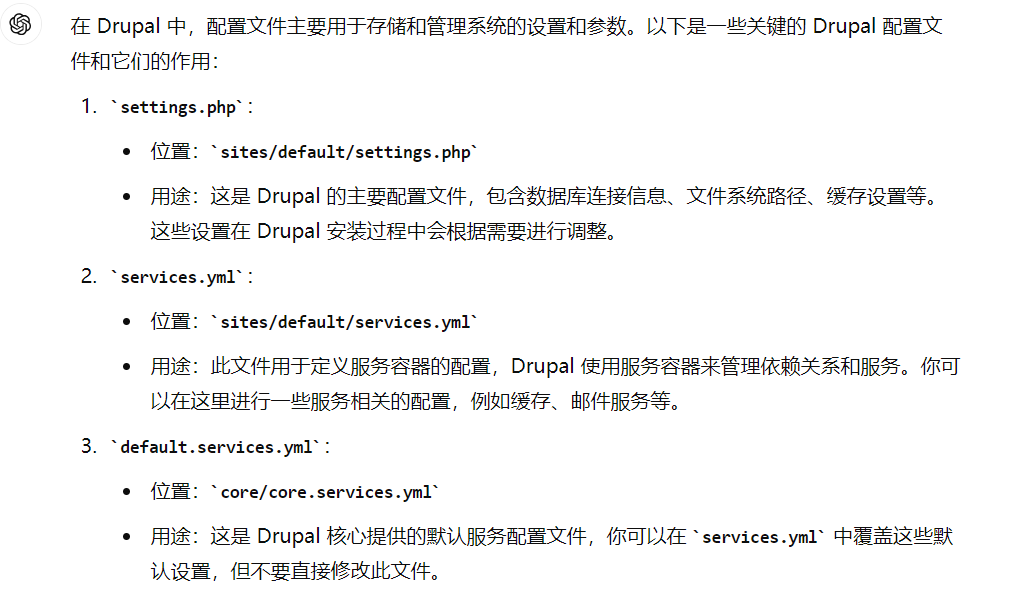 在 Drupal 中，配置文件主要用于存储和管理系统的设置和参数。以下是一些关键的 Drupal 配置文
件和它们的作用：
1. `settings.php`：
• 位置：`sites/default/settings.php`
• 用途：这是 Drupal 的主要配置文件，包含数据库连接信息、文件系统路径、缓存设置等。
这些设置在 Drupal 安装过程中会根据需要进行调整。
2. `services.yml`：
• 位置：`sites/default/services.yml`
• 用途：此文件用于定义服务容器的配置，Drupal 使用服务容器来管理依赖关系和服务。你可
以在这里进行一些服务相关的配置，例如缓存、邮件服务等。
3. `default.services.yml`：
• 位置：`core/core.services.yml`
• 用途：这是 Drupal 核心提供的默认服务配置文件，你可以在 `services.yml` 中覆盖这些默
认设置，但不要直接修改此文件。